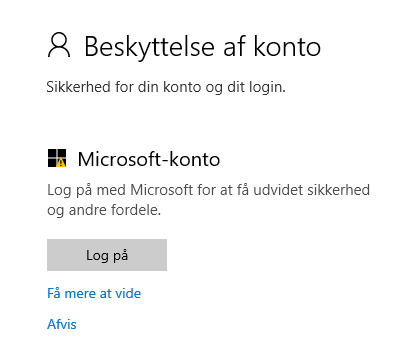 Beskyttelse af konto
Sikkerhed for din konto og dit login.
Microsoft-konto
Log på med Microsoft for at få udvidet sikkerhed
og andre fordele.
Log på
Få mere at vide
Afvis